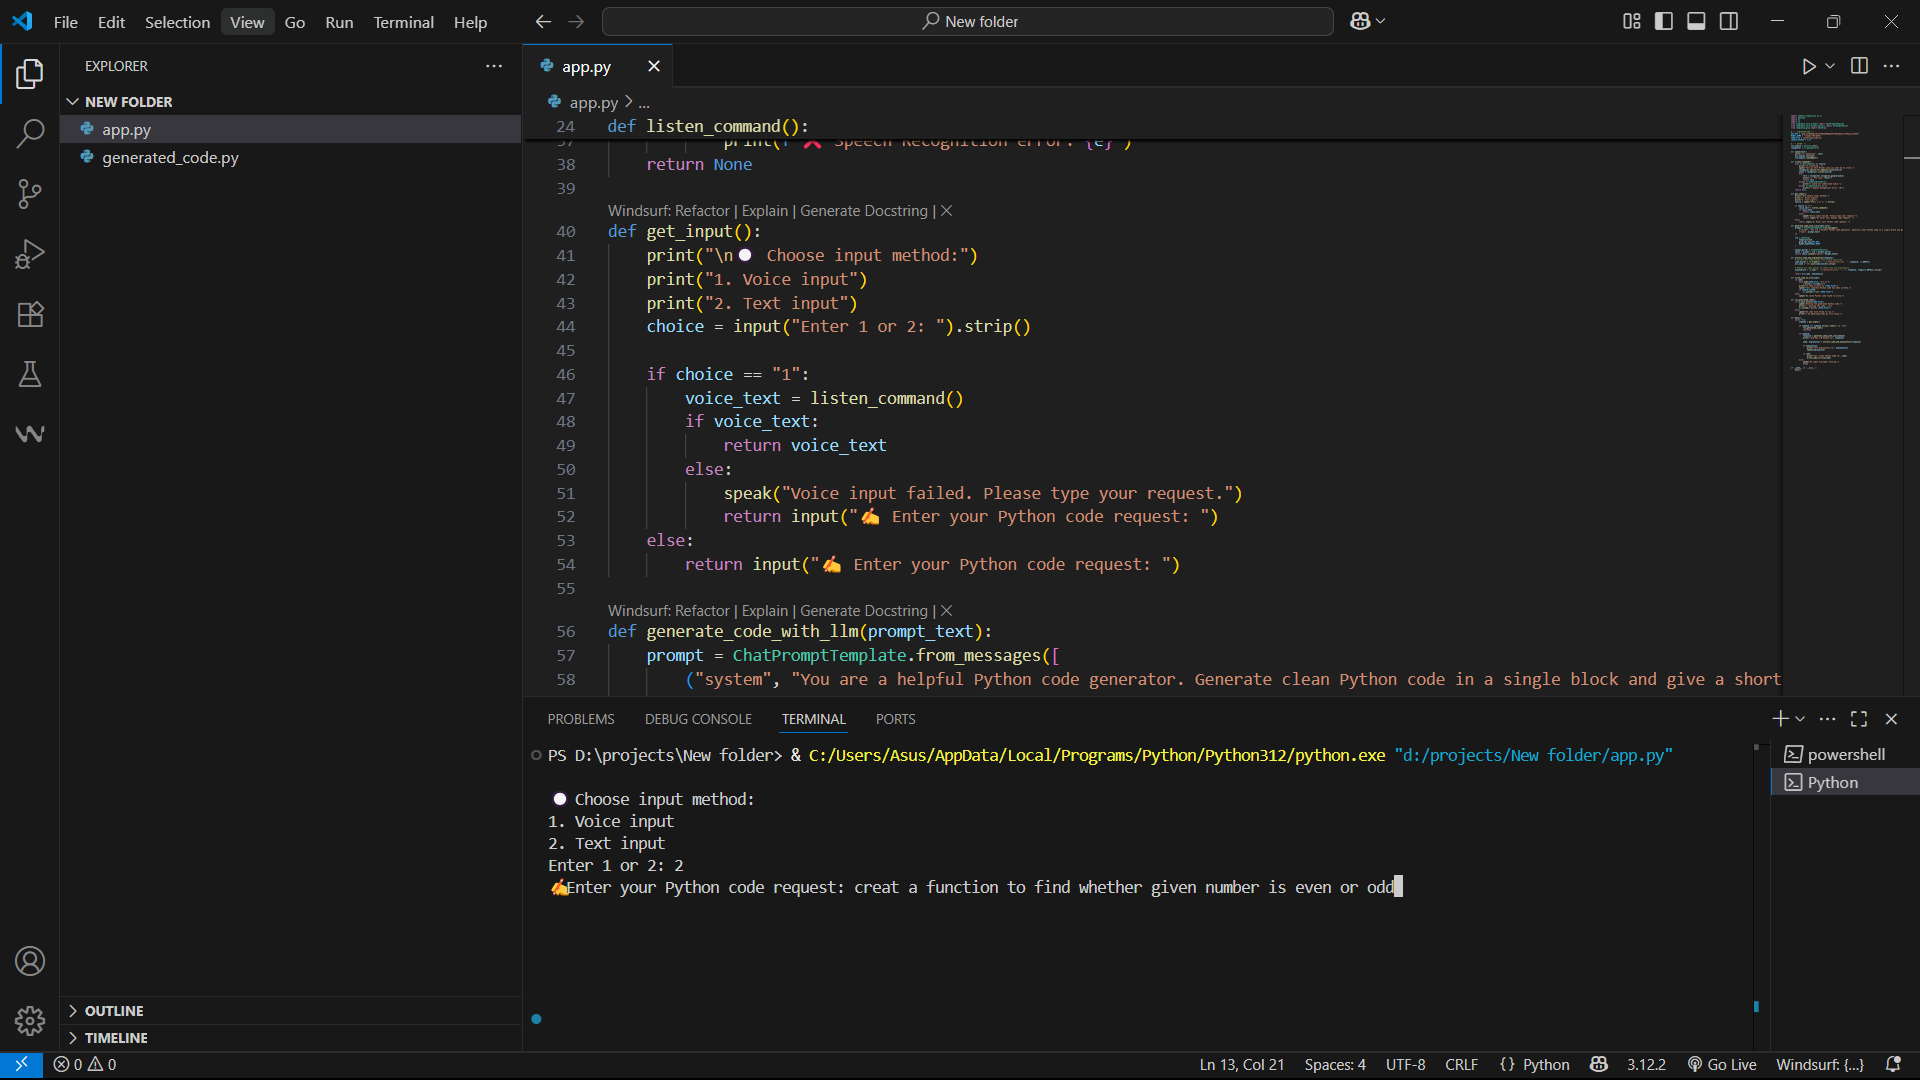 File Edit Selection View Go Run Terminal Help
New folder
EXPLORER
NEW FOLDER
app.py
generated_code.py
OUTLINE
TIMELINE
app.py
app.py > ...
24 def listen_command():
37 print(f"❌ Speech Recognition error: {e}")
38 return None
39
Windsurf: Refactor | Explain | Generate Docstring | ×
40 def get_input():
41 print("\n⚪ Choose input method:")
42 print("1. Voice input")
43 print("2. Text input")
44 choice = input("Enter 1 or 2: ").strip()
45
46 if choice == "1":
47 voice_text = listen_command()
48 if voice_text:
49 return voice_text
50 else:
51 speak("Voice input failed. Please type your request.")
52 return input("✍ Enter your Python code request: ")
53 else:
54 return input("✍ Enter your Python code request: ")
55
Windsurf: Refactor | Explain | Generate Docstring | ×
56 def generate_code_with_llm(prompt_text):
57 prompt = ChatPromptTemplate.from_messages([
58 ("system", "You are a helpful Python code generator. Generate clean Python code in a single block and give a short
PROBLEMS DEBUG CONSOLE TERMINAL PORTS
PS D:\projects\New folder> & C:/Users/Asus/AppData/Local/Programs/Python/Python312/python.exe "d:/projects/New folder/app.py"
⚪ Choose input method:
1. Voice input
2. Text input
Enter 1 or 2: 2
✍Enter your Python code request: creat a function to find whether given number is even or odd
powershell
Python
0 0
Ln 13, Col 21 Spaces: 4 UTF-8 CRLF {} Python 3.12.2 Go Live Windsurf: {...}